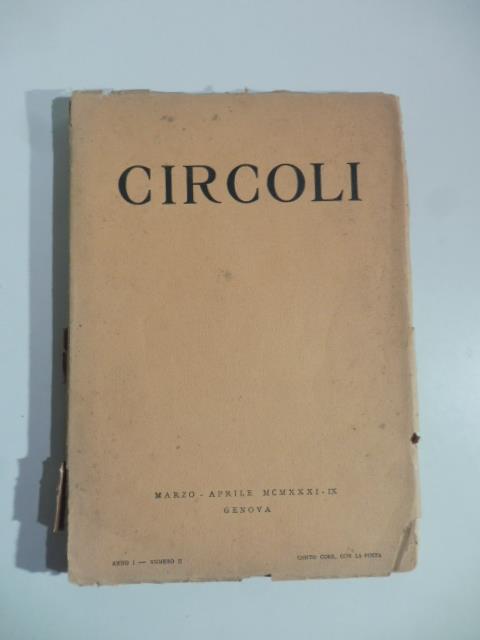 CIRCOLI
MARZO - APRILE MCMXXXI - IX
GENOVA
ANNO I — NUMERO II
CONTO CORR. CON LA POSTA